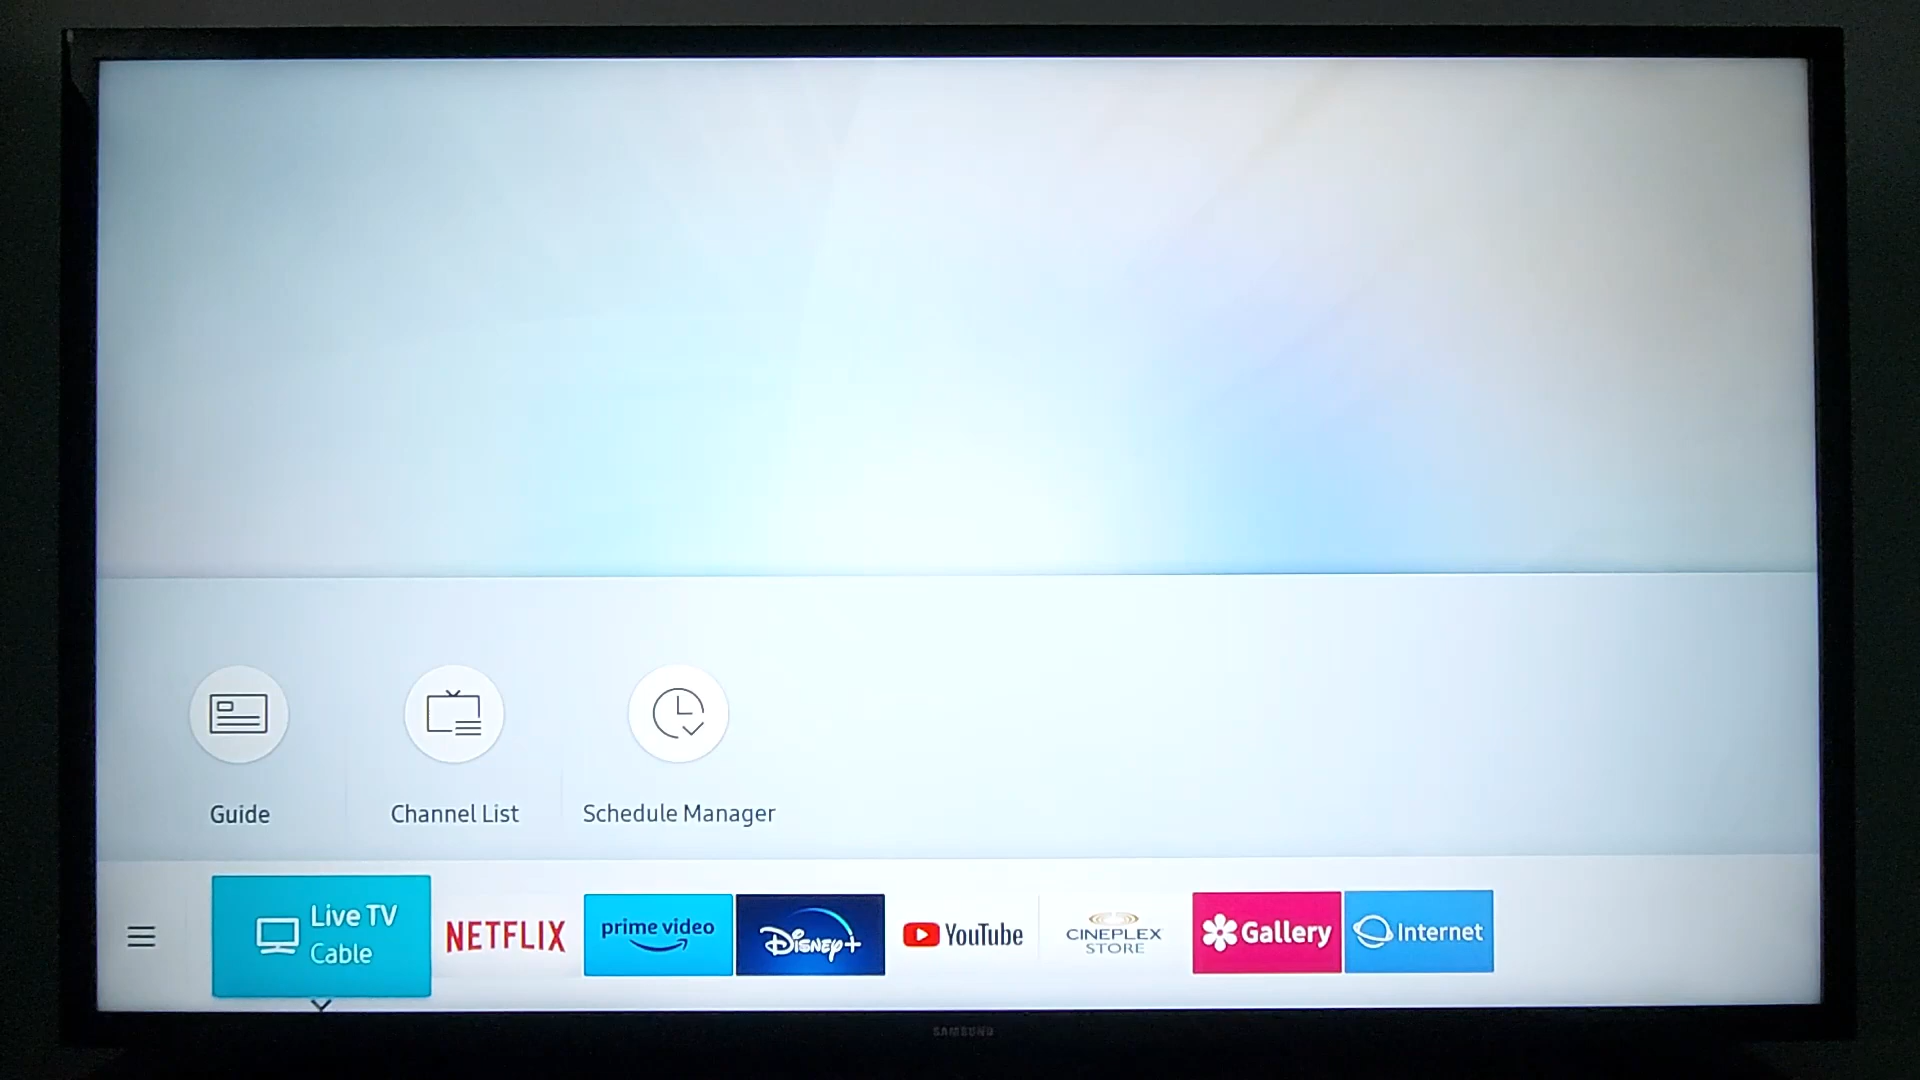 Guide
Channel List
Schedule Manager
Live TV
Cable
NETFLIX
prime video
Disney+
YouTube
CINEPLEX
STORE
Gallery
Internet
SAMSUNG